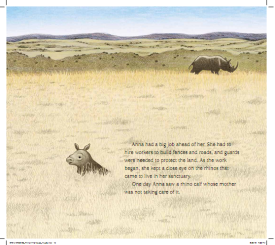 Anna had a big job ahead of her. She had to
hire workers to build fences and roads, and guards
were needed to protect the land. As the work
began, she kept a close eye on the rhinos that
came to live in her sanctuary.
One day Anna saw a rhino calf whose mother
was not taking care of it.